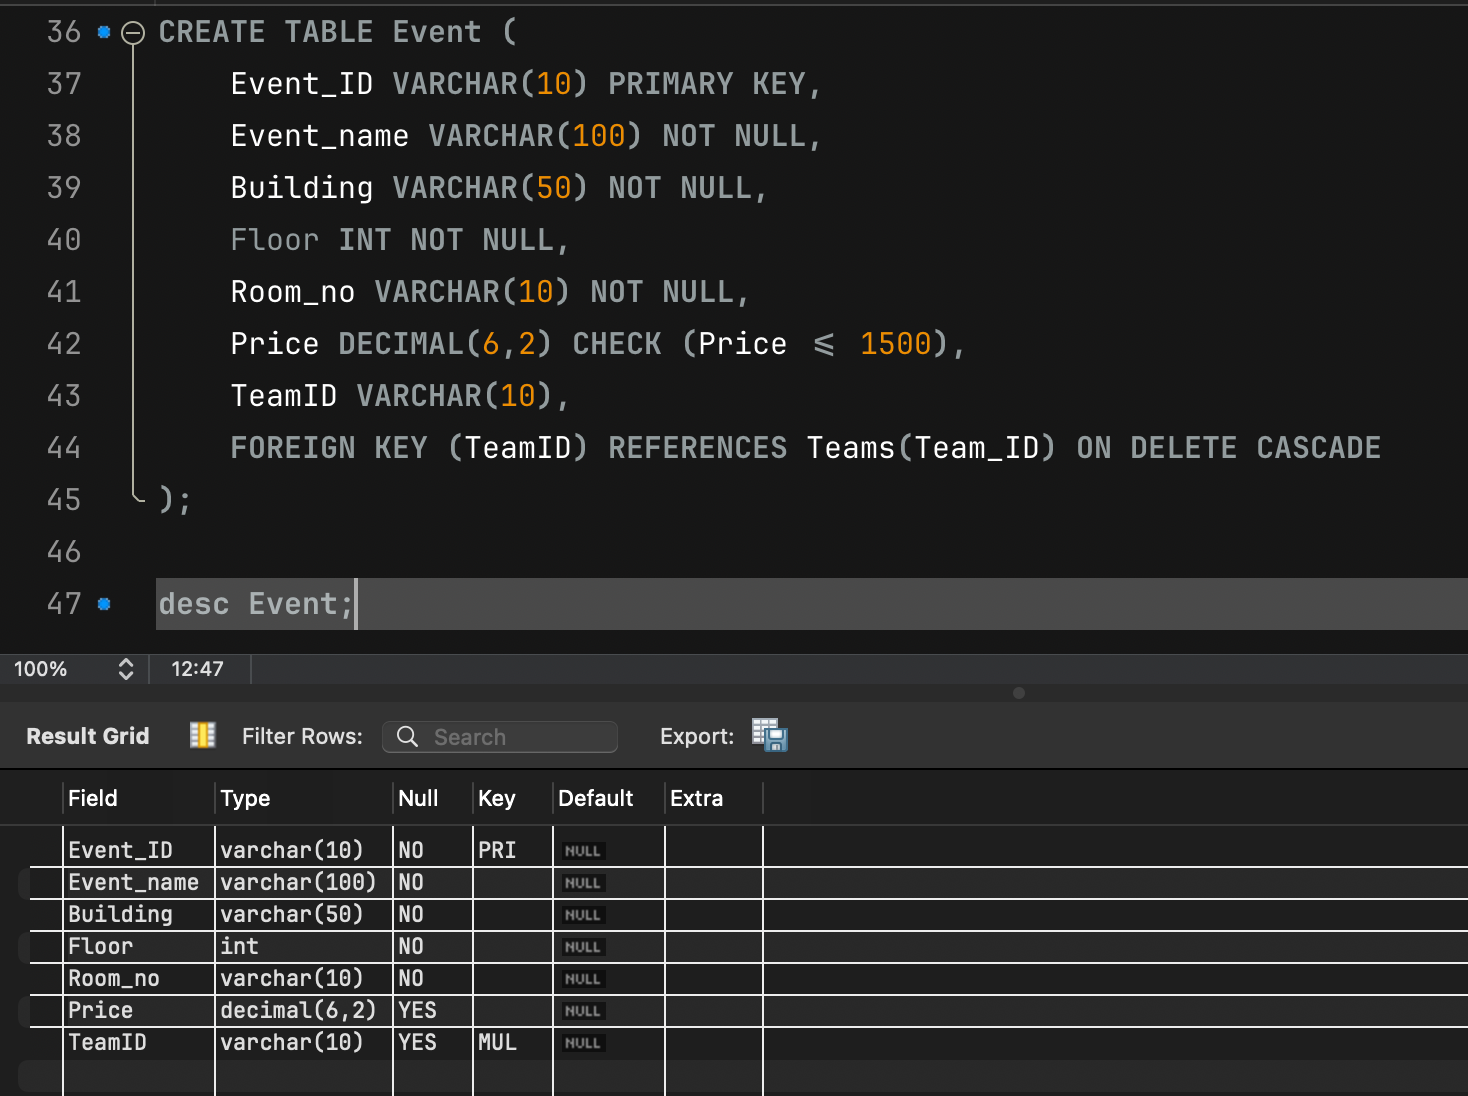 36 CREATE TABLE Event (
37 Event_ID VARCHAR(10) PRIMARY KEY,
38 Event_name VARCHAR(100) NOT NULL,
39 Building VARCHAR(50) NOT NULL,
40 Floor INT NOT NULL,
41 Room_no VARCHAR(10) NOT NULL,
42 Price DECIMAL(6,2) CHECK (Price ≤ 1500),
43 TeamID VARCHAR(10),
44 FOREIGN KEY (TeamID) REFERENCES Teams(Team_ID) ON DELETE CASCADE
45 );
46
47 desc Event;
100% 12:47
Result Grid Filter Rows: Search Export:
Field Type Null Key Default Extra
Event_ID varchar(10) NO PRI NULL
Event_name varchar(100) NO NULL
Building varchar(50) NO NULL
Floor int NO NULL
Room_no varchar(10) NO NULL
Price decimal(6,2) YES NULL
TeamID varchar(10) YES MUL NULL